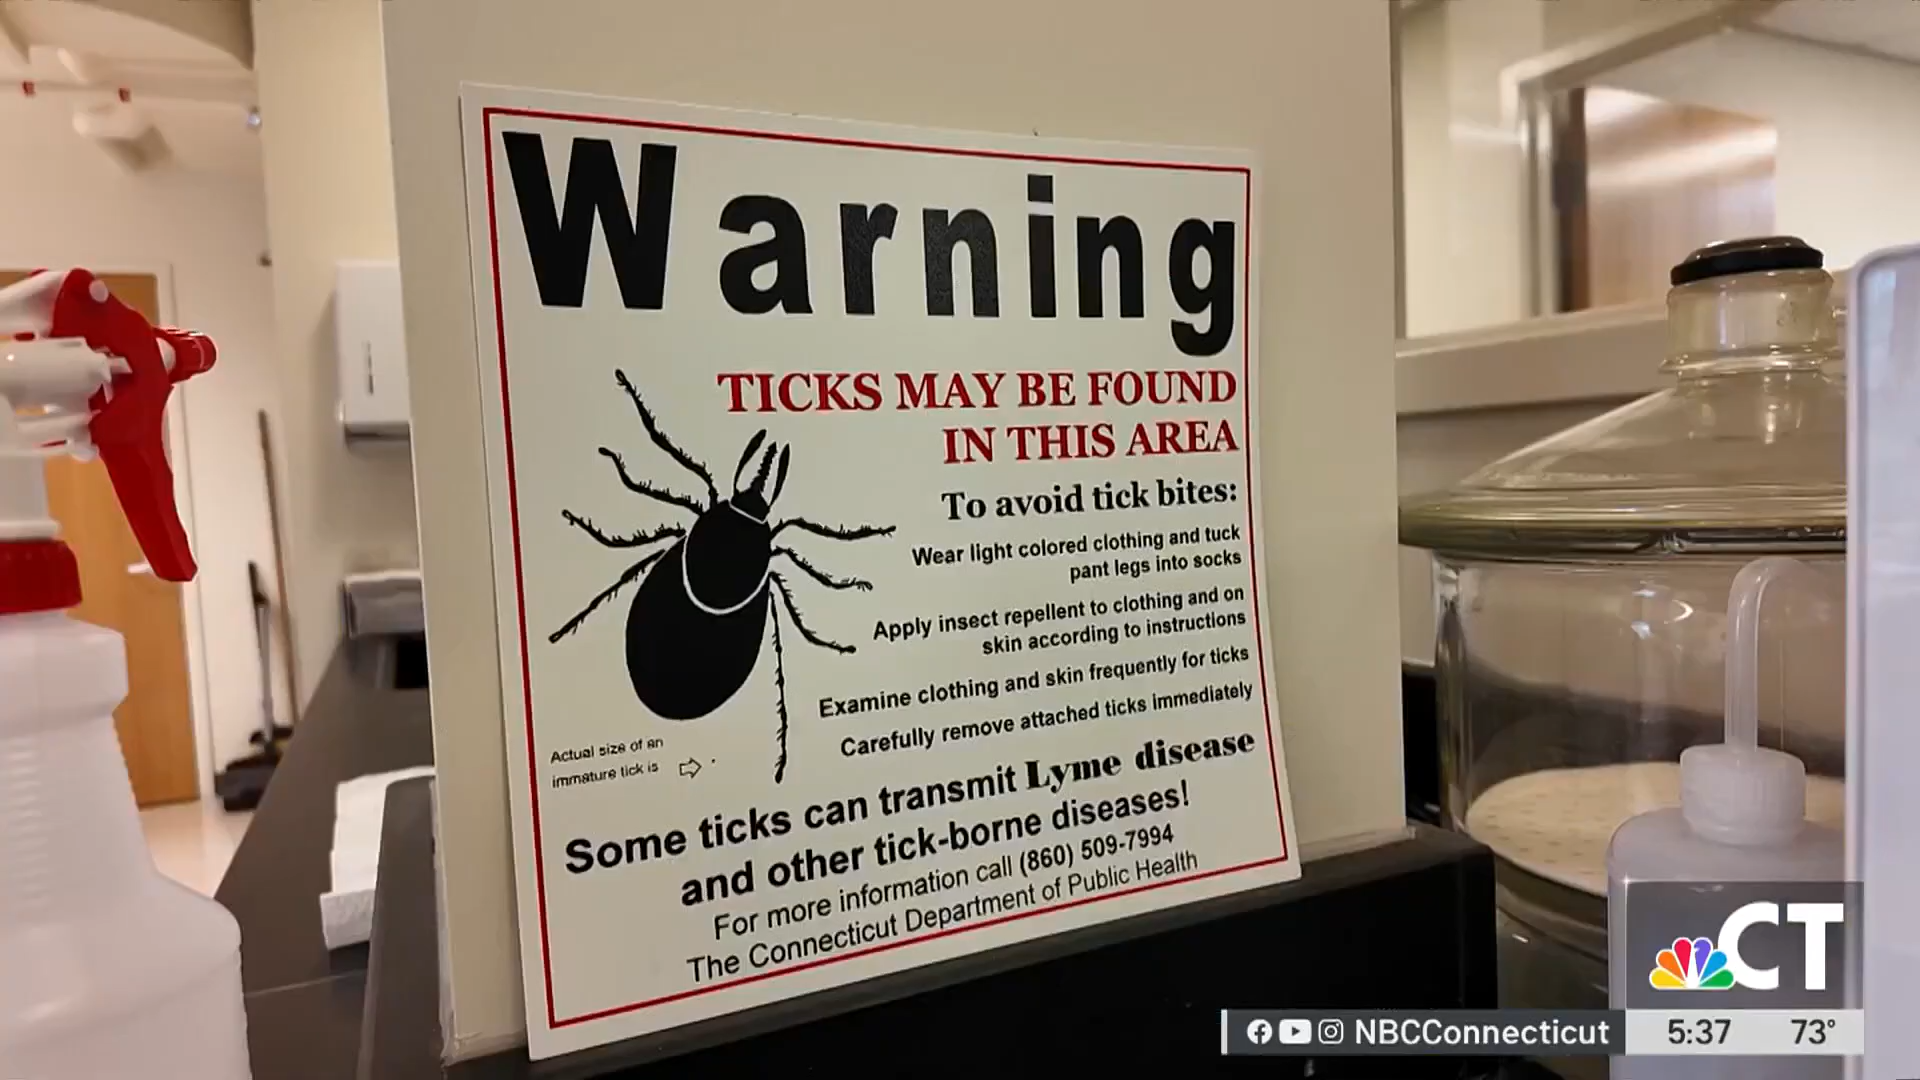 Warning
TICKS MAY BE FOUND
IN THIS AREA
To avoid tick bites:
Wear light colored clothing and tuck
pant legs into socks
Apply insect repellent to clothing and on
skin according to instructions
Examine clothing and skin frequently for ticks
Carefully remove attached ticks immediately
Actual size of an
immature tick is
Some ticks can transmit Lyme disease
and other tick-borne diseases!
For more information call (860) 509-7994
The Connecticut Department of Public Health
CT
NBCConnecticut
5:37
73°